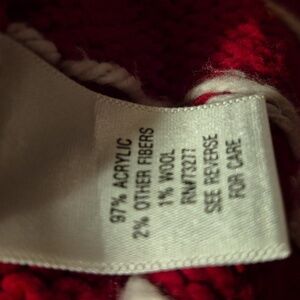 97% ACRYLIC
2% OTHER FIBERS
1% WOOL
RN#73277
SEE REVERSE
FOR CARE